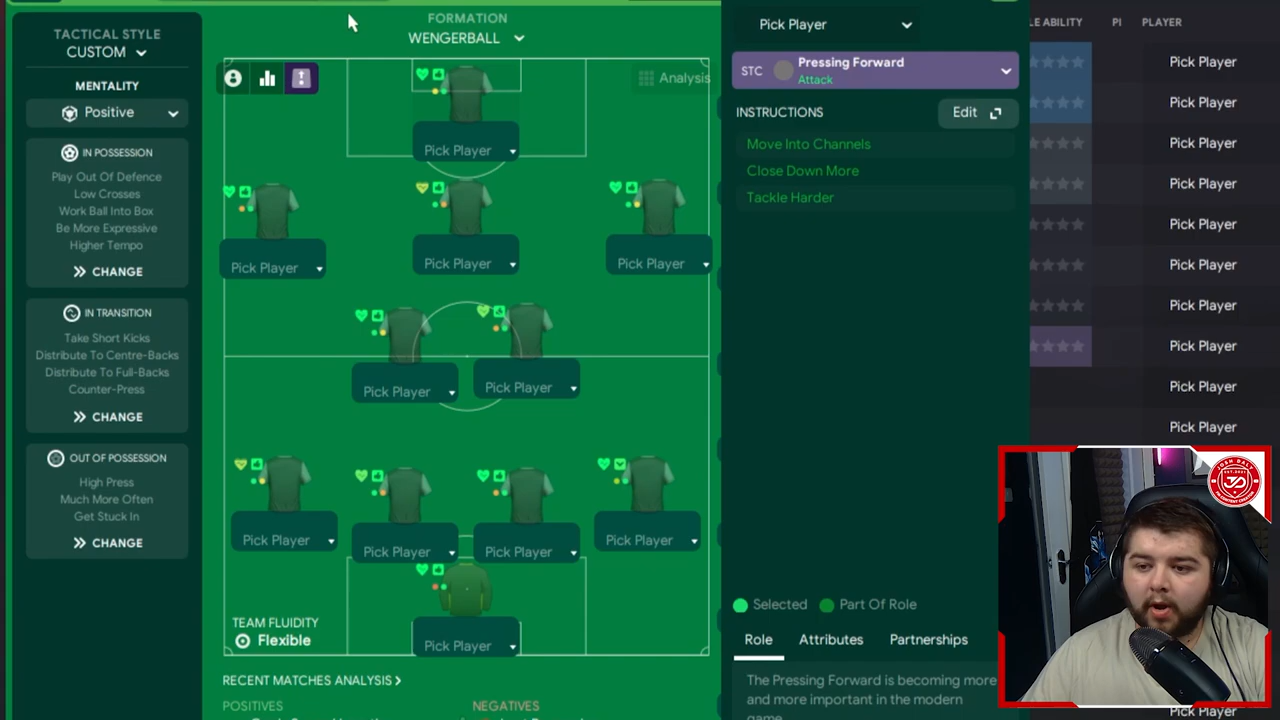 TACTICAL STYLE
CUSTOM
MENTALITY
Positive
IN POSSESSION
Play Out Of Defence
Low Crosses
Work Ball Into Box
Be More Expressive
Higher Tempo
CHANGE
IN TRANSITION
Take Short Kicks
Distribute To Centre-Backs
Distribute To Full-Backs
Counter-Press
CHANGE
OUT OF POSSESSION
High Press
Much More Often
Get Stuck In
CHANGE
FORMATION
WENGERBALL
Analysis
Pick Player
Pick Player
Pick Player
Pick Player
Pick Player
Pick Player
Pick Player
Pick Player
Pick Player
Pick Player
Pick Player
TEAM FLUIDITY
Flexible
RECENT MATCHES ANALYSIS
POSITIVES
NEGATIVES
Pick Player
STC
Pressing Forward
Attack
INSTRUCTIONS
Edit
Move Into Channels
Close Down More
Tackle Harder
Selected
Part Of Role
Role
Attributes
Partnerships
The Pressing Forward is becoming more
and more important in the modern
game
LE ABILITY
PI
PLAYER
Pick Player
Pick Player
Pick Player
Pick Player
Pick Player
Pick Player
Pick Player
Pick Player
Pick Player
Pick Player
JOSH DALY
JD
Pick Player